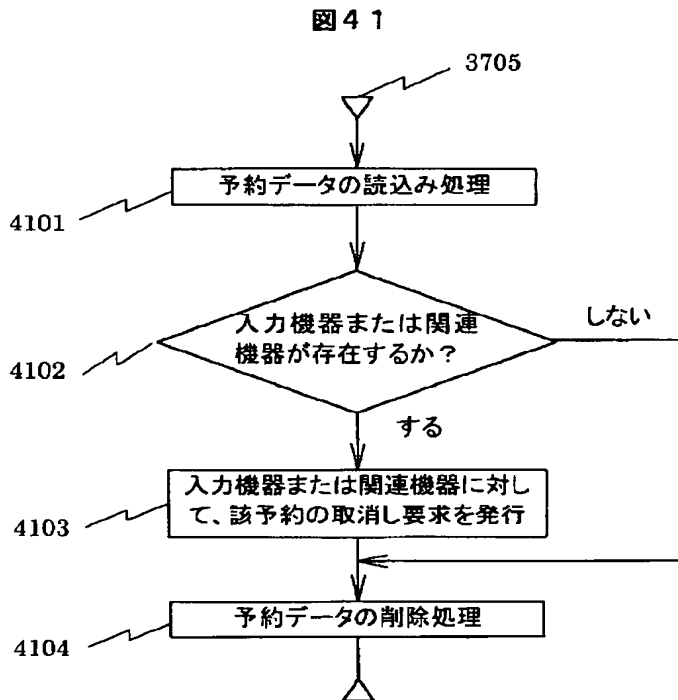 図41
3705
予約データの読込み処理
4101
入力機器または関連
機器が存在するか？
しない
4102
する
入力機器または関連機器に対し
て、該予約の取消し要求を発行
4103
予約データの削除処理
4104